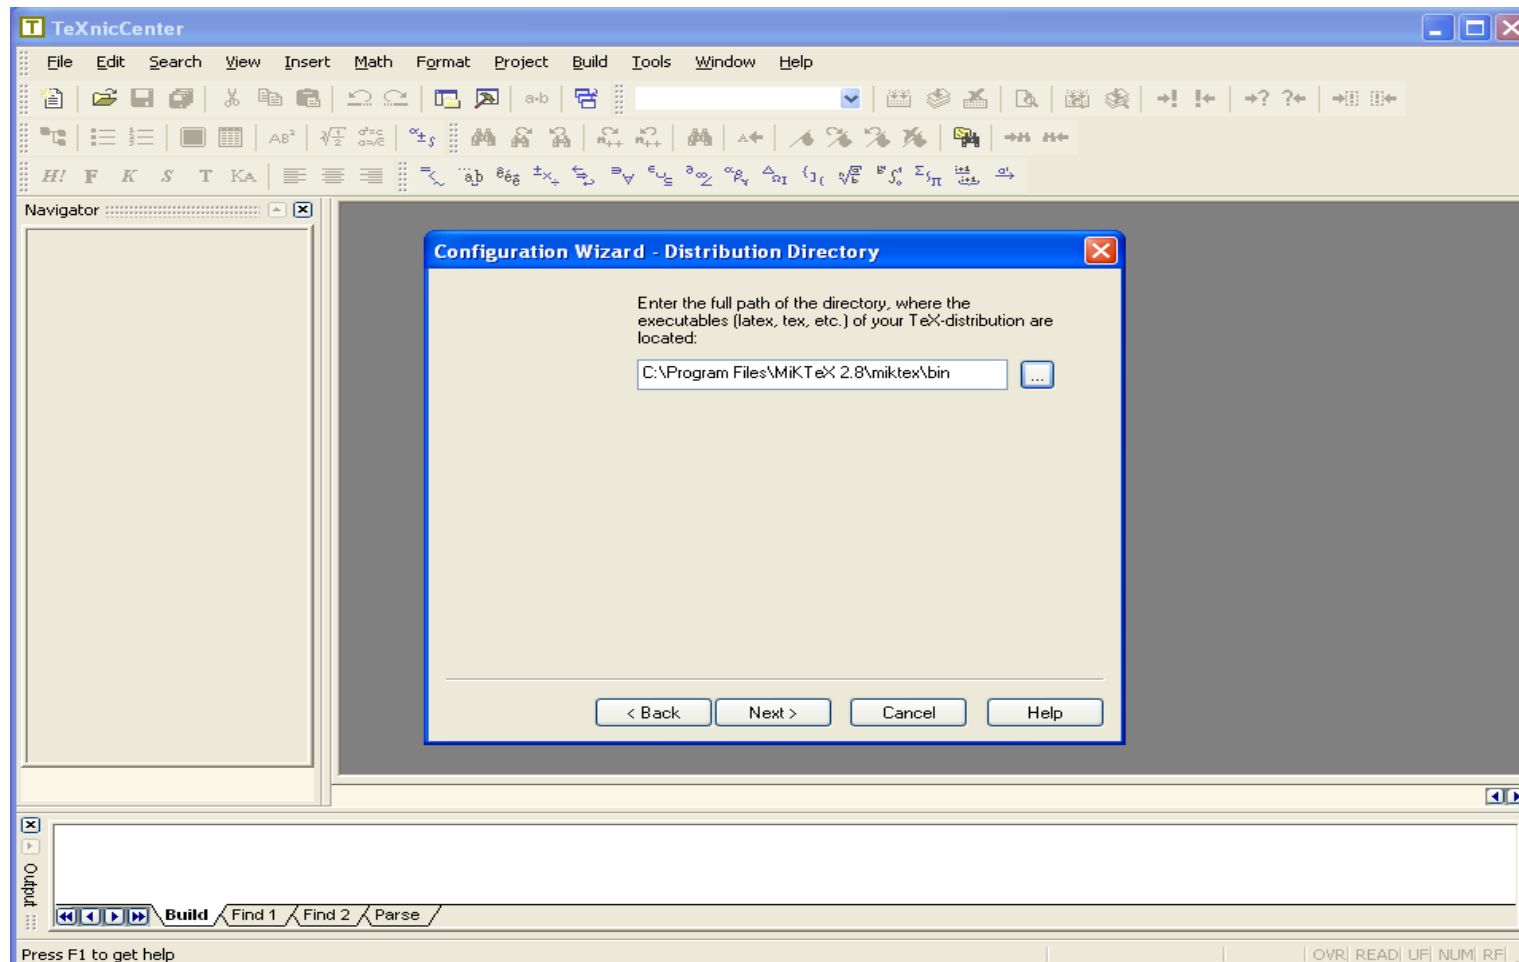 TeXnicCenter
File Edit Search View Insert Math Format Project Build Tools Window Help
a-b
H! F K S T KA
Navigator
Configuration Wizard - Distribution Directory
Enter the full path of the directory, where the
executables (latex, tex, etc.) of your TeX-distribution are
located:
C:\Program Files\MiKTeX 2.8\miktex\bin
...
< Back Next > Cancel Help
Output
Build Find 1 Find 2 Parse
Press F1 to get help
OVR READ UF NUM RF